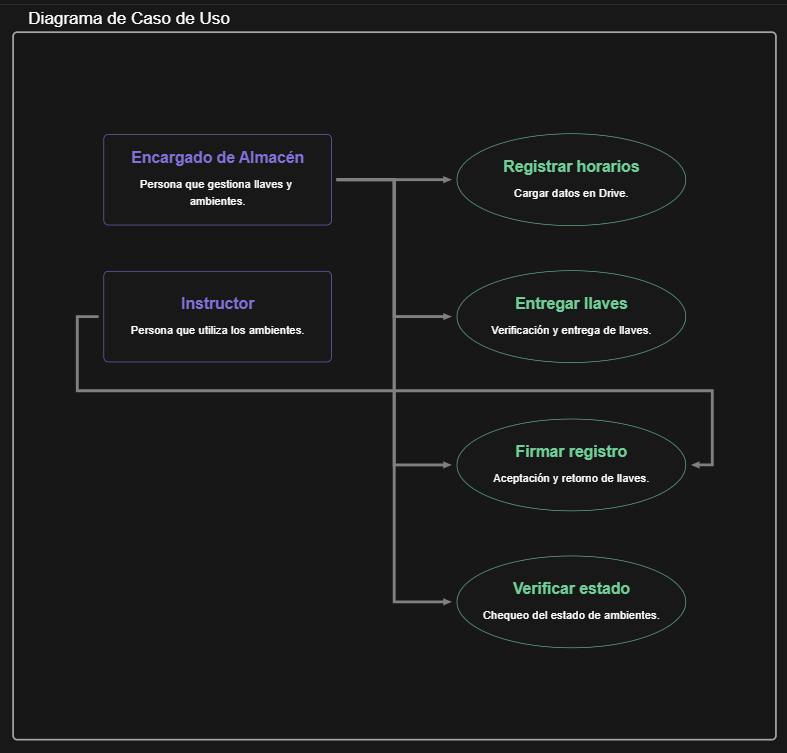 Diagrama de Caso de Uso
Encargado de Almacén
Persona que gestiona llaves y
ambientes.
Registrar horarios
Cargar datos en Drive.
Instructor
Persona que utiliza los ambientes.
Entregar llaves
Verificación y entrega de llaves.
Firmar registro
Aceptación y retorno de llaves.
Verificar estado
Chequeo del estado de ambientes.